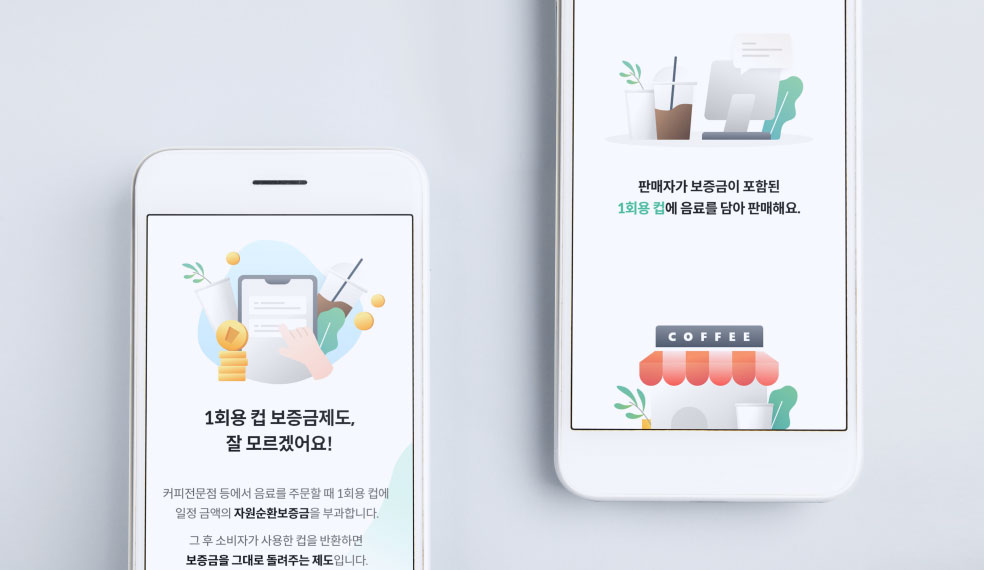 1회용 컵 보증금제도,
잘 모르겠어요!
커피전문점 등에서 음료를 주문할 때 1회용 컵에
일정 금액의 자원순환보증금을 부과합니다.
그 후 소비자가 사용한 컵을 반환하면
보증금을 그대로 돌려주는 제도입니다.
판매자가 보증금이 포함된
1회용 컵에 음료를 담아 판매해요.
COFFEE